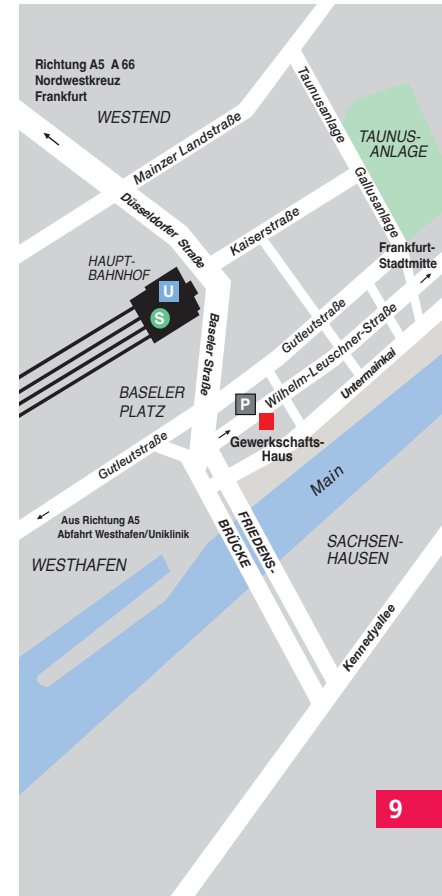 Richtung A5 A 66
Nordwestkreuz
Frankfurt
WESTEND
Mainzer Landstraße
Taunusanlage
TAUNUS-
ANLAGE
Gallusanlage
Düsseldorfer Straße
Kaiserstraße
Frankfurt-
Stadtmitte
HAUPT-
BAHNHOF
U
S
Baseler Straße
Gutleutstraße
Wilhelm-Leuschner-Straße
Untermainkai
BASELER
PLATZ
P
Gewerkschafts-
Haus
Gutleutstraße
Main
Aus Richtung A5
Abfahrt Westhafen/Uniklinik
WESTHAFEN
FRIEDENS-
BRÜCKE
SACHSEN-
HAUSEN
Kennedyallee
9